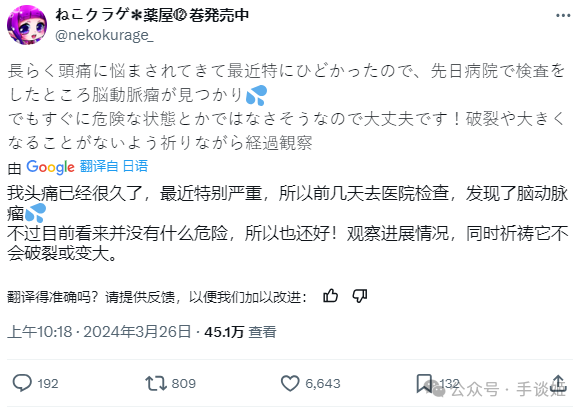 ねこクラゲ✻薬屋⑫巻発売中
@nekokurage_
長らく頭痛に悩まされてきて最近特にひどかったので、先日病院で検査を
したところ脳動脈瘤が見つかり💦
でもすぐに危険な状態とかではなさそうなので大丈夫です！破裂や大きく
なることがないよう祈りながら経過観察
由 Google 翻译自 日语
我头痛已经很久了，最近特别严重，所以前几天去医院检查，发现了脑动脉
瘤💦
不过目前看来并没有什么危险，所以也还好！观察进展情况，同时祈祷它不
会破裂或变大。
翻译得准确吗？请提供反馈，以便我们加以改进：
上午10:18 · 2024年3月26日 · 45.1万 查看
192 809 6,643 132
公众号 · 手谈姬